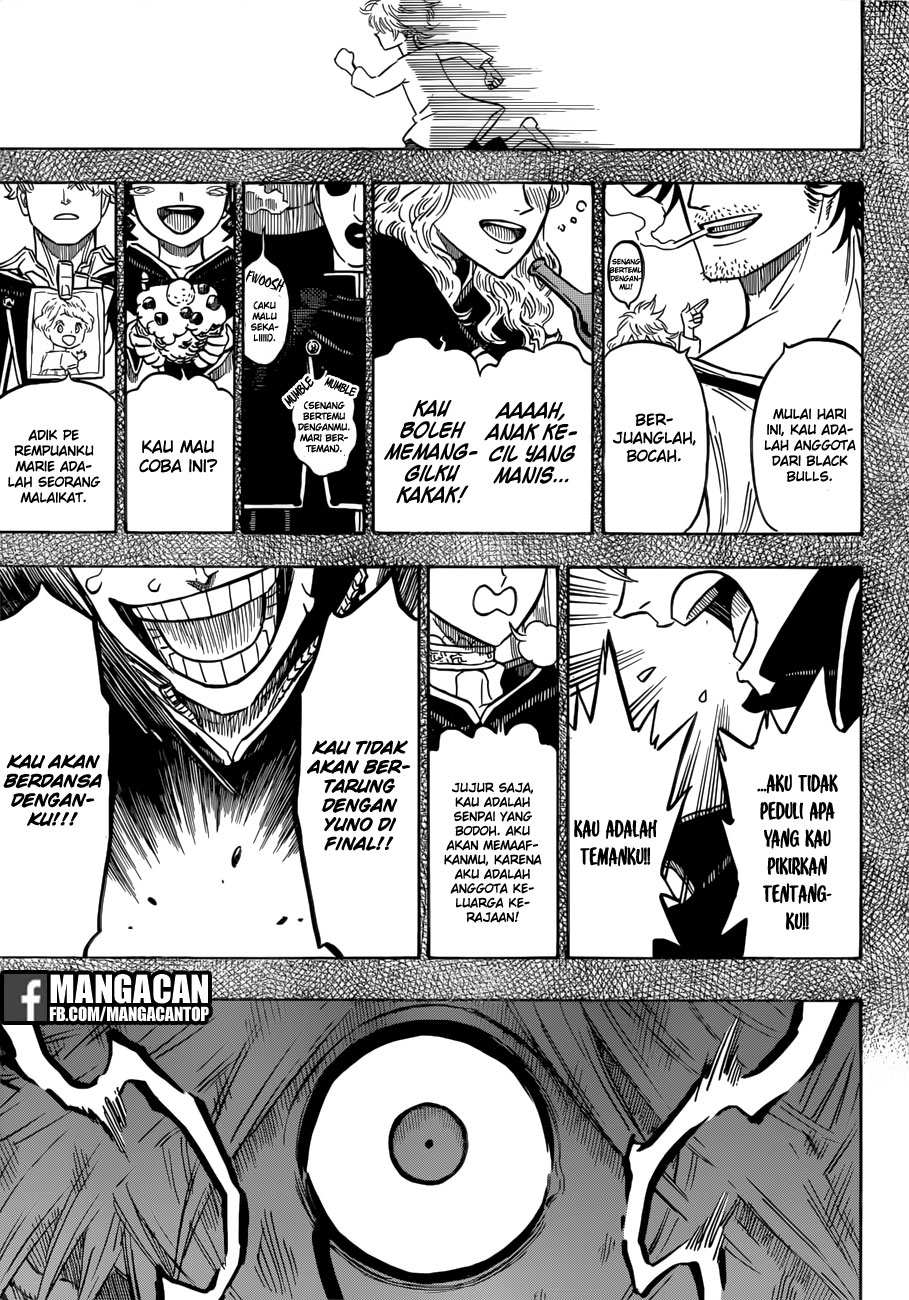 MULAI HARI
INI, KAU ADA-
LAH ANGGOTA
DARI BLACK
BULLS.
SENANG
BERTEMU
DENGAN-
MU!
BER-
JUANGLAH,
BOCAH.
AAAAH,
ANAK KE-
CIL YANG
MANIS...
KAU
BOLEH
MEMANG-
GILKU
KAKAK!
FWOOSH
(AKU
MALU
SEKA-
LIIIID.
MUMBLE
MUMBLE
(SENANG
BERTEMU
DENGANMU.
MARI BER-
TEMAN).
KAU MAU
COBA INI?
ADIK PE
REMPUANKU
MARIE ADA-
LAH SEORANG
MALAIKAT.
...AKU TIDAK
PEDULI APA
YANG KAU
PIKIRKAN
TENTANG-
KU!!
KAU ADALAH
TEMANKU!!
JUJUR SAJA,
KAU ADALAH
SENPAI YANG
BODOH. AKU
AKAN MEMAAF-
KANMU, KARENA
AKU ADALAH
ANGGOTA KE-
LUARGA KE-
RAJAAN!
KAU TIDAK
AKAN BER-
TARUNG
DENGAN
YUNO DI
FINAL!!
KAU AKAN
BERDANSA
DENGAN-
KU!!!
f MANGACAN
FB.COM/MANGACANTOP